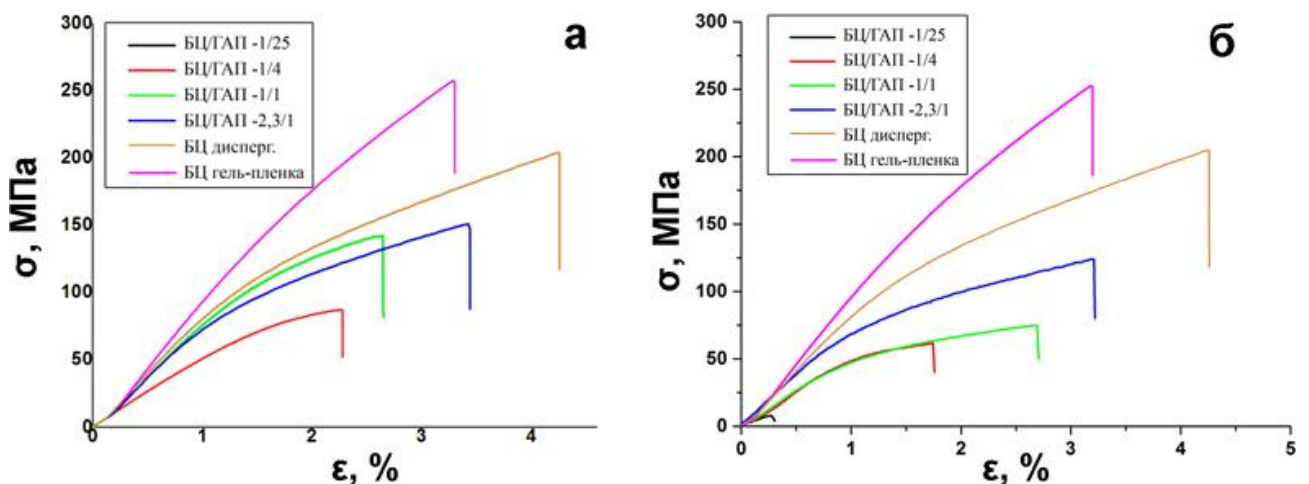 300
250
200
150
100
50
0
σ, МПа
БЦ/ГАП -1/25
БЦ/ГАП -1/4
БЦ/ГАП -1/1
БЦ/ГАП -2,3/1
БЦ дисперг.
БЦ гель-пленка
а
0 1 2 3 4
ε, %
300
250
200
150
100
50
0
σ, МПа
БЦ/ГАП -1/25
БЦ/ГАП -1/4
БЦ/ГАП -1/1
БЦ/ГАП -2,3/1
БЦ дисперг.
БЦ гель-пленка
б
0 1 2 3 4 5
ε, %